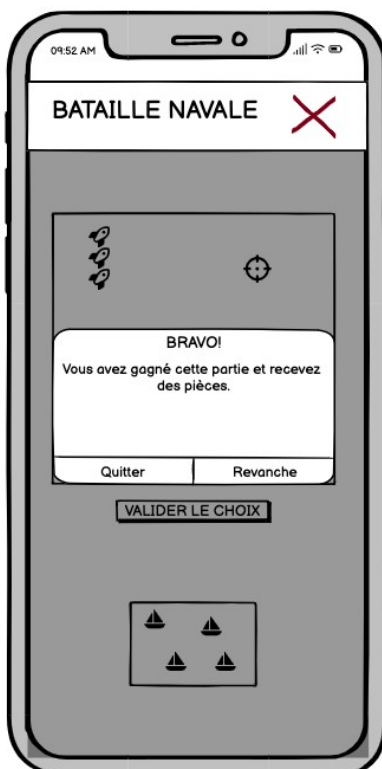 09:52 AM
BATAILLE NAVALE
BRAVO!
Vous avez gagné cette partie et recevez
des pièces.
Quitter
Revanche
VALIDER LE CHOIX